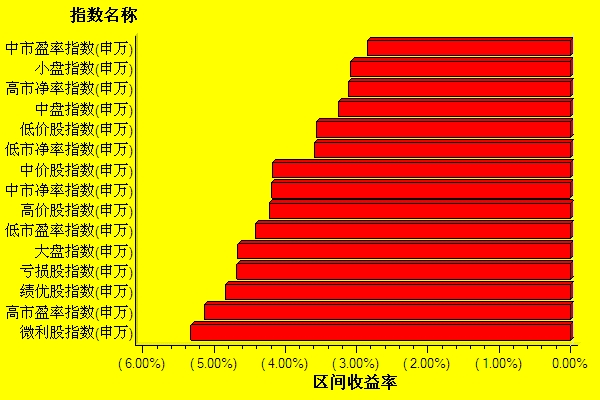 指数名称
中市盈率指数(申万)
小盘指数(申万)
高市净率指数(申万)
中盘指数(申万)
低价股指数(申万)
低市净率指数(申万)
中价股指数(申万)
中市净率指数(申万)
高价股指数(申万)
低市盈率指数(申万)
大盘指数(申万)
亏损股指数(申万)
绩优股指数(申万)
高市盈率指数(申万)
微利股指数(申万)
(6.00%) (5.00%) (4.00%) (3.00%) (2.00%) (1.00%) 0.00%
区间收益率